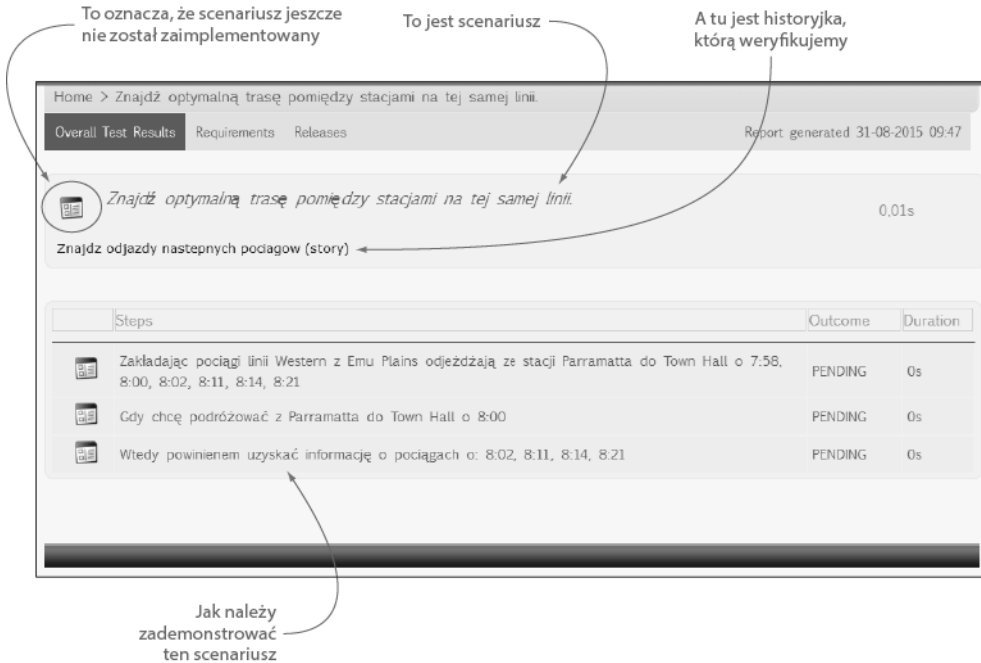 To oznacza, że scenariusz jeszcze
nie został zaimplementowany
To jest scenariusz
A tu jest historyjka,
którą weryfikujemy
Home > Znajdź optymalną trasę pomiędzy stacjami na tej samej linii.
Overall Test Results Requirements Releases Report generated 31-08-2015 09:47
Znajdź optymalną trasę pomiędzy stacjami na tej samej linii.
0,01s
Znajdz odjazdy nastepnych pociagow (story)
Steps Outcome Duration
Zakładając pociągi linii Western z Emu Plains odjeżdżają ze stacji Parramatta do Town Hall o 7:58,
8:00, 8:02, 8:11, 8:14, 8:21
PENDING 0s
Gdy chcę podróżować z Parramatta do Town Hall o 8:00 PENDING 0s
Wtedy powinienem uzyskać informację o pociągach o: 8:02, 8:11, 8:14, 8:21 PENDING 0s
Jak należy
zademonstrować
ten scenariusz